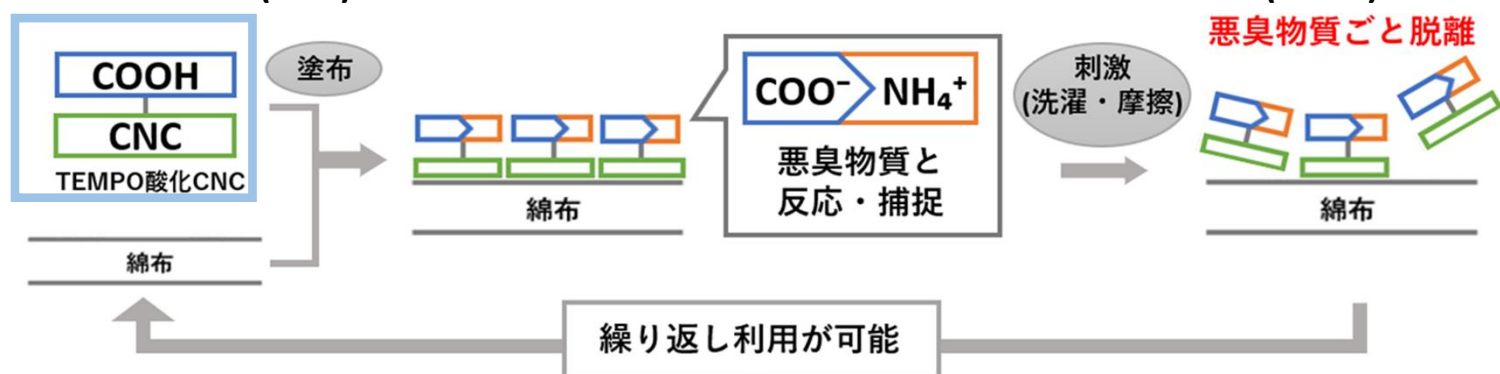 悪臭物質ごと脱離
COOH
CNC
TEMPO酸化CNC
塗布
綿布
綿布
COO⁻ NH₄⁺
悪臭物質と
反応・捕捉
刺激
(洗濯・摩擦)
綿布
繰り返し利用が可能